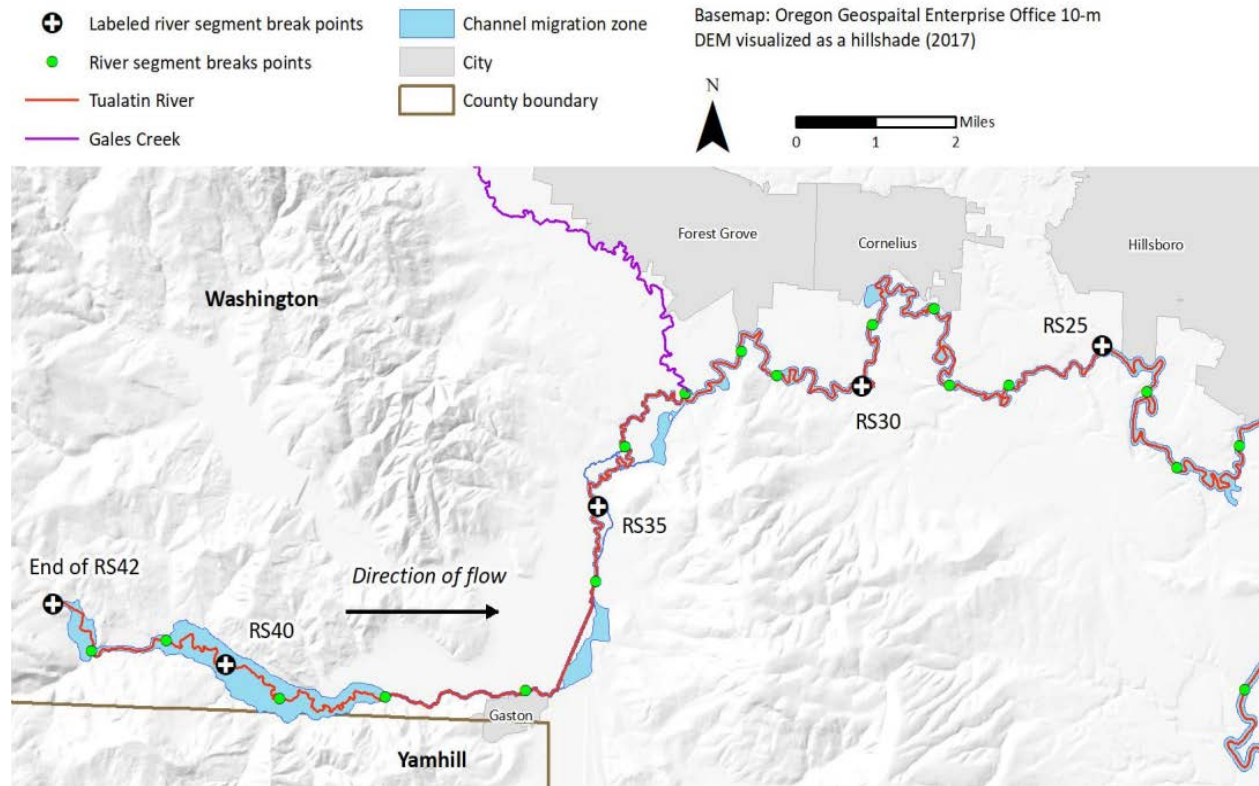 Labeled river segment break points
River segment breaks points
Tualatin River
Gales Creek
Channel migration zone
City
County boundary
Basemap: Oregon Geospaital Enterprise Office 10-m
DEM visualized as a hillshade (2017)
N
Miles
0 1 2
Forest Grove
Cornelius
Hillsboro
Washington
RS25
RS30
RS35
End of RS42
Direction of flow
RS40
Gaston
Yamhill